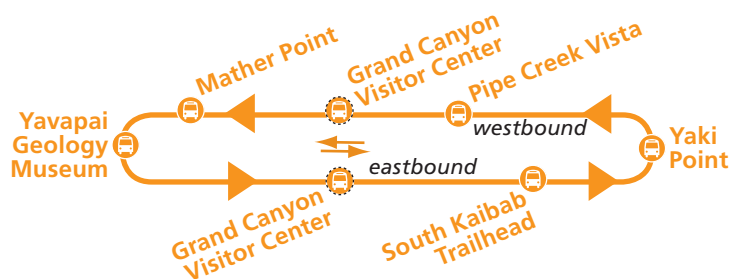 Mather Point
Grand Canyon
Visitor Center
Pipe Creek Vista
westbound
Yavapai
Geology
Museum
Yaki
Point
eastbound
Grand Canyon
Visitor Center
South Kaibab
Trailhead